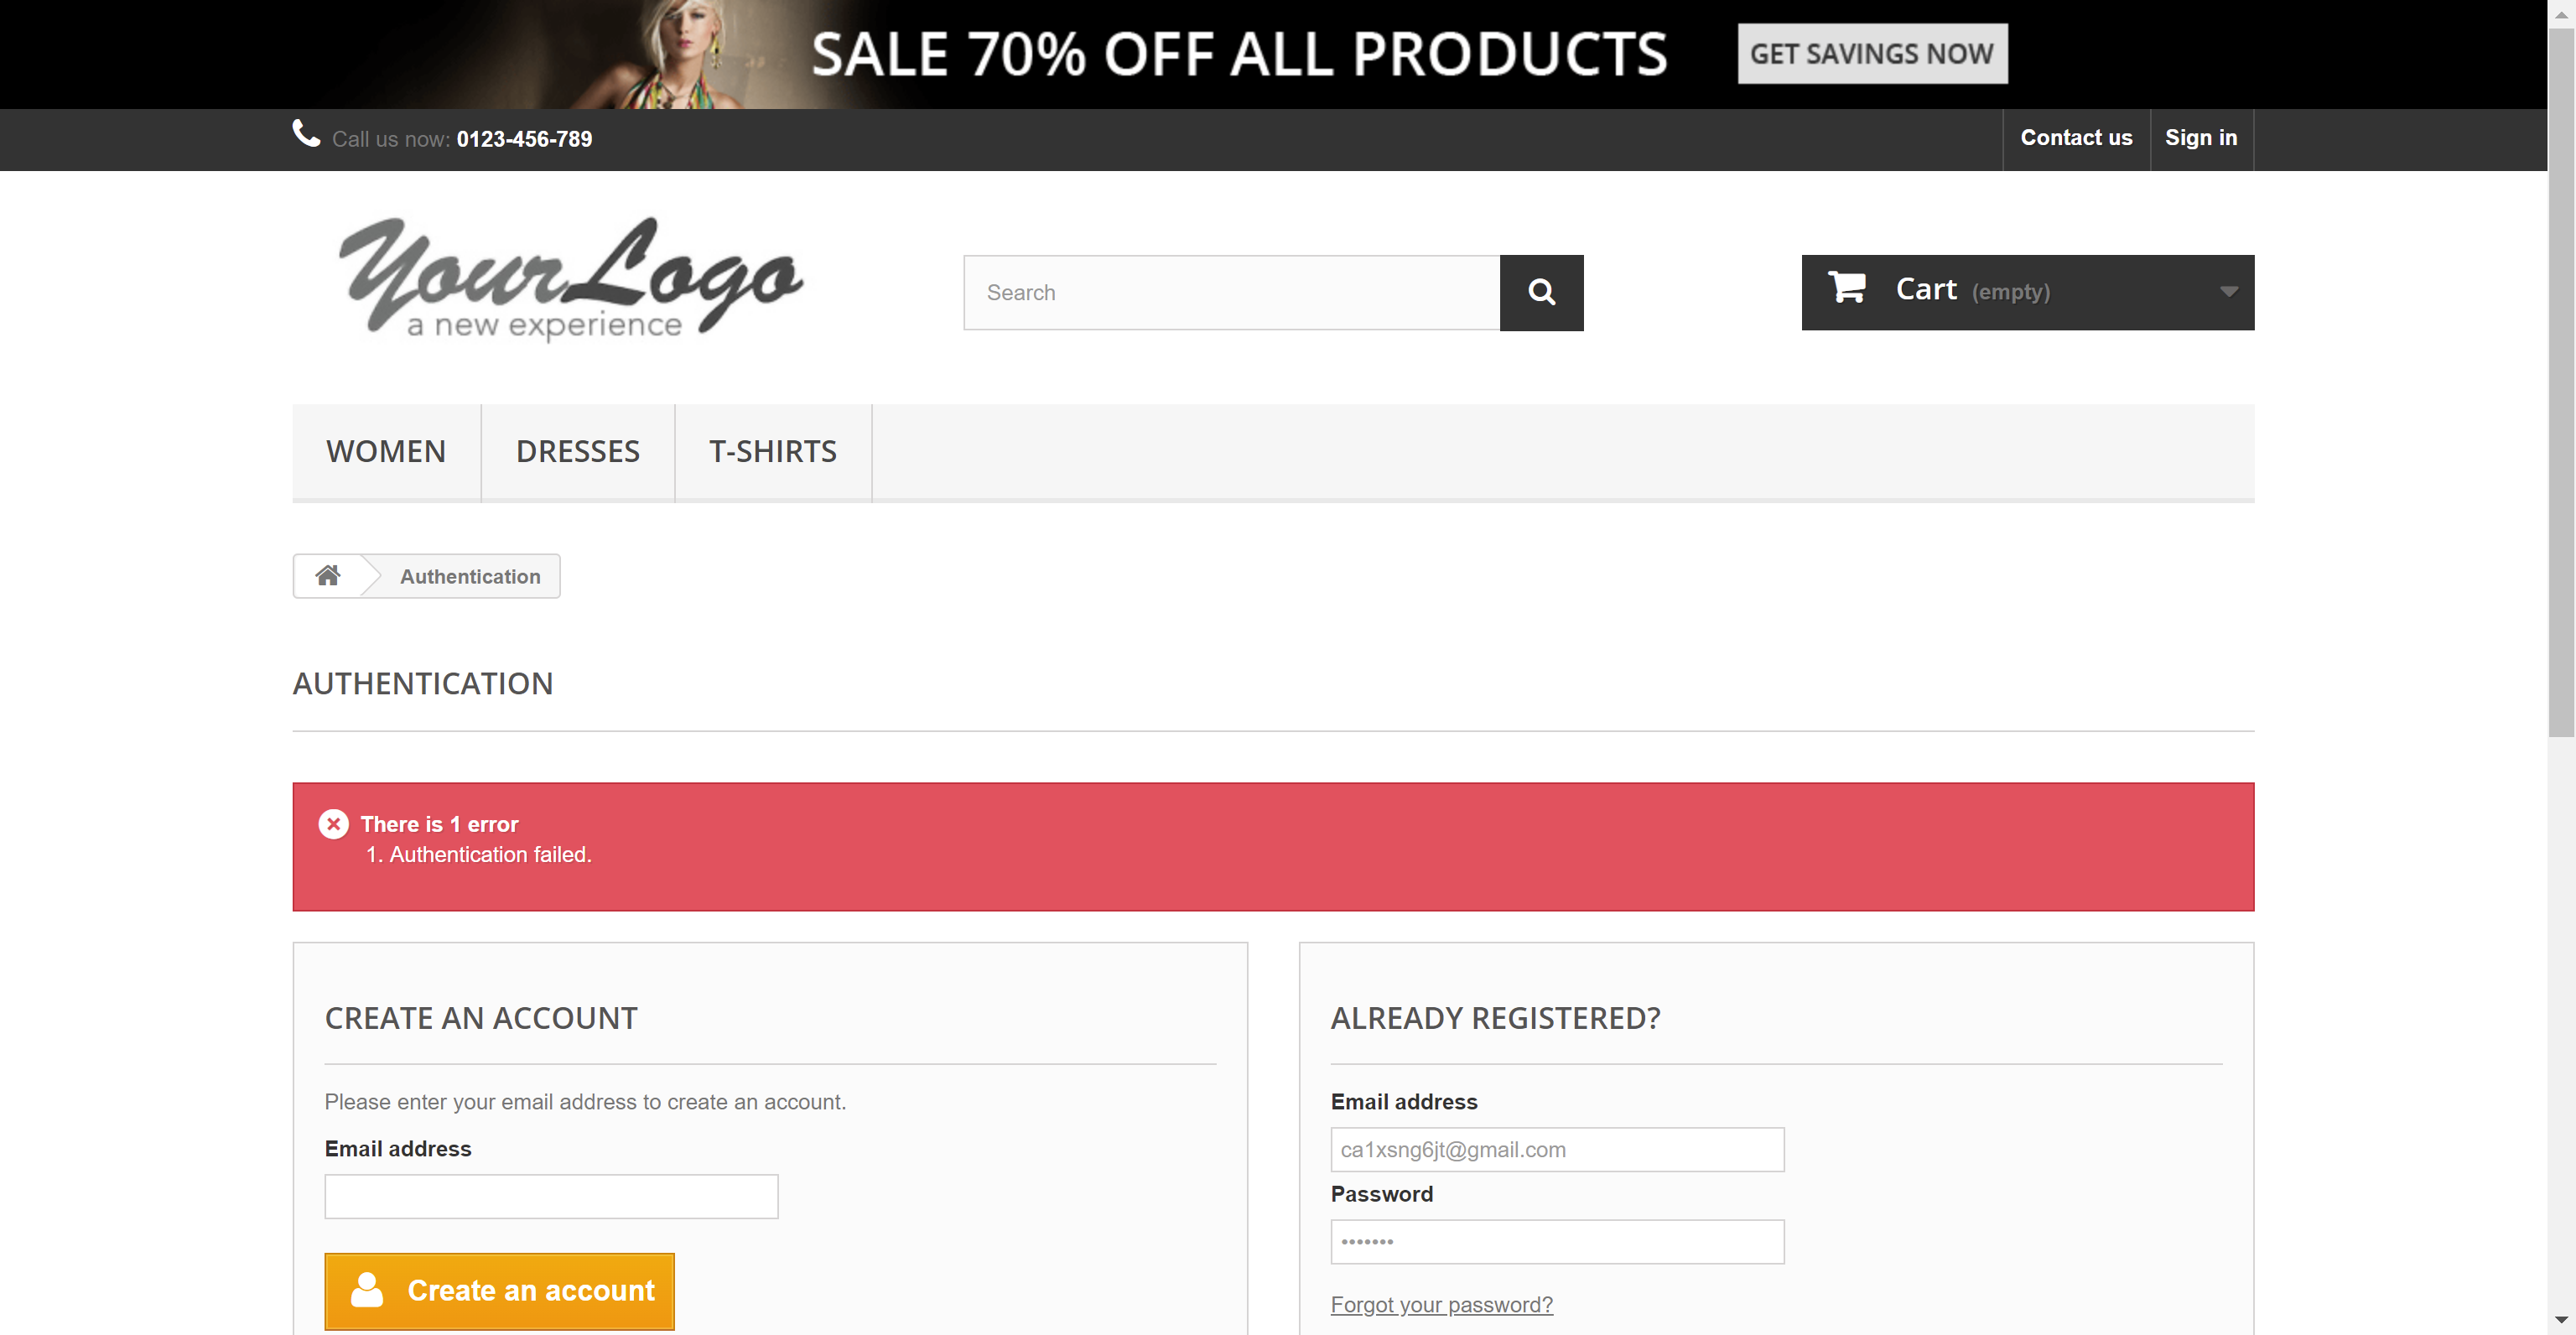 SALE 70% OFF ALL PRODUCTS GET SAVINGS NOW
Call us now: 0123-456-789
Contact us Sign in
YourLogo
a new experience
Search
Cart (empty)
WOMEN DRESSES T-SHIRTS
Authentication
AUTHENTICATION
There is 1 error
1. Authentication failed.
CREATE AN ACCOUNT
Please enter your email address to create an account.
Email address
Create an account
ALREADY REGISTERED?
Email address
ca1xsng6jt@gmail.com
Password
•••••••
Forgot your password?